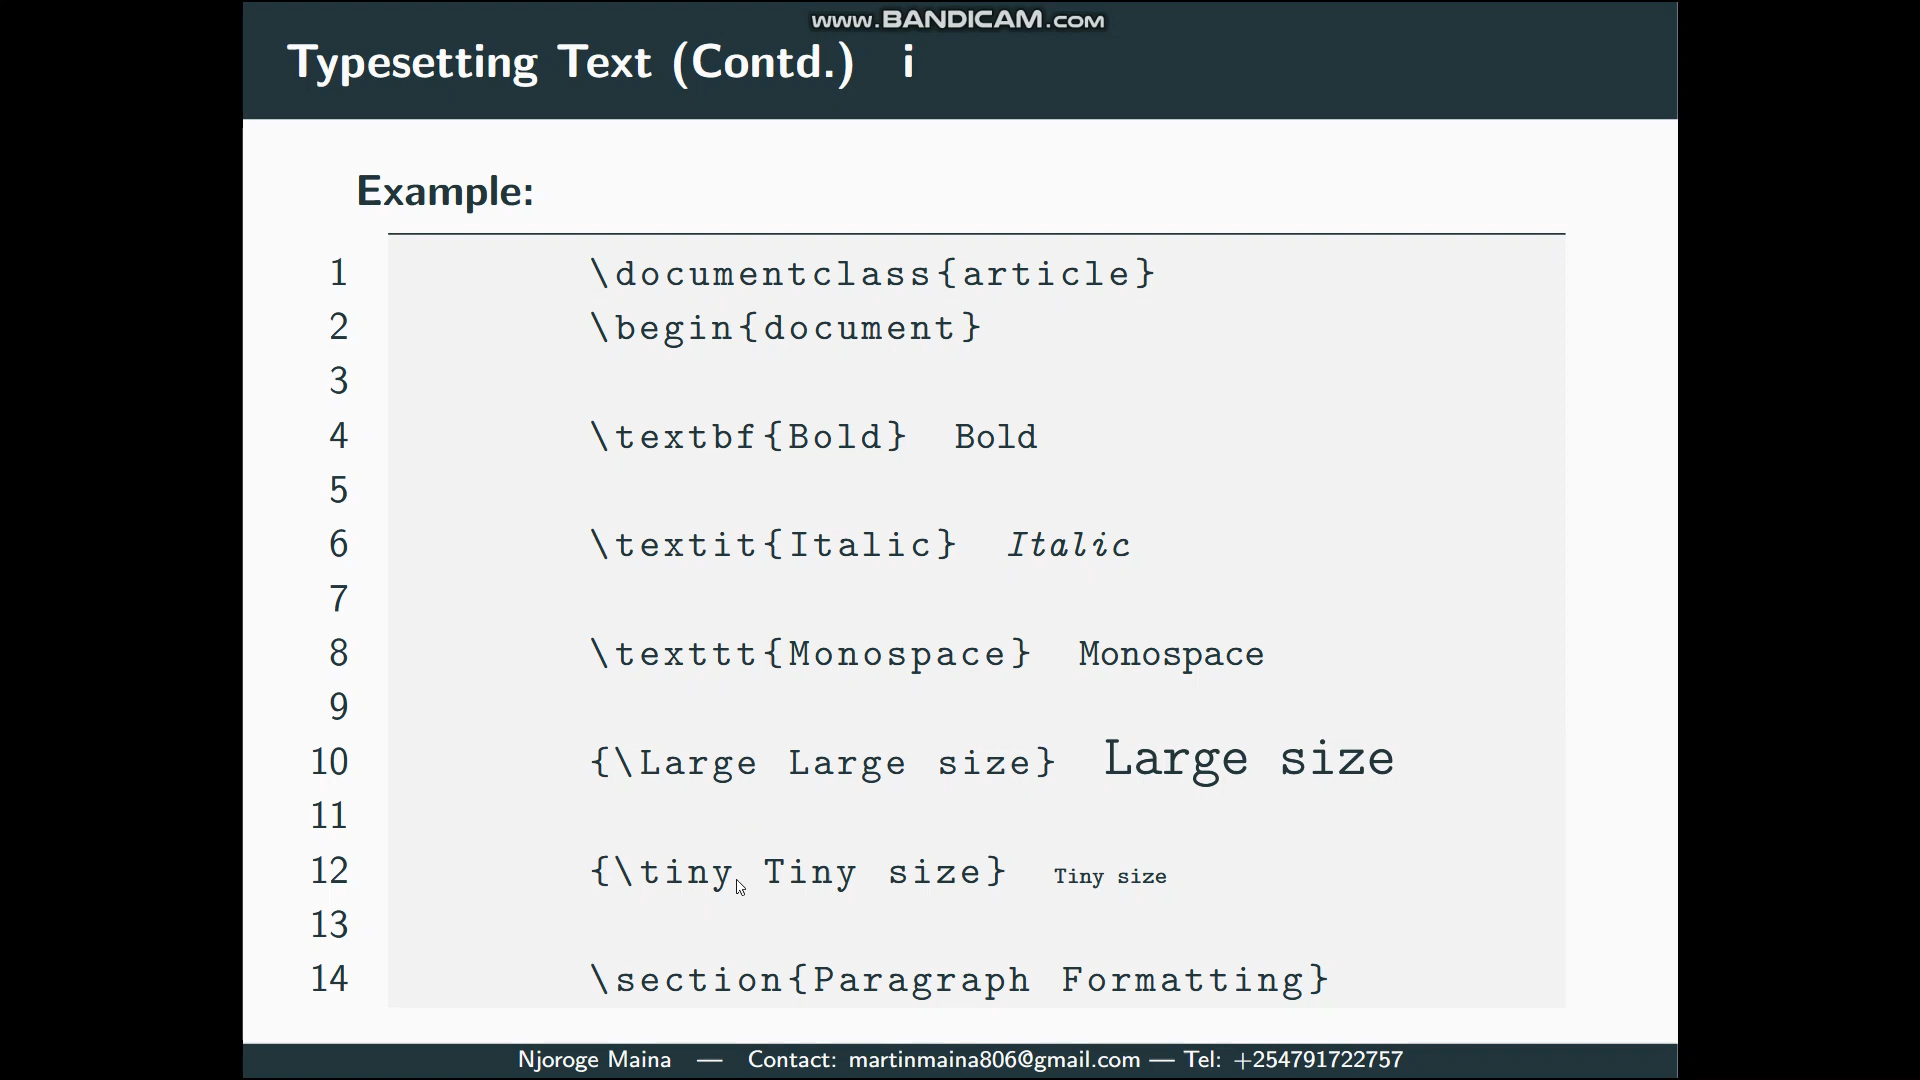 www.BANDICAM.com
Typesetting Text (Contd.) i
Example:
1 \documentclass{article}
2 \begin{document}
3
4 \textbf{Bold} Bold
5
6 \textit{Italic} Italic
7
8 \texttt{Monospace} Monospace
9
10 {\Large Large size} Large size
11
12 {\tiny Tiny size} Tiny size
13
14 \section{Paragraph Formatting}
Njoroge Maina — Contact: martinmaina806@gmail.com — Tel: +254791722757